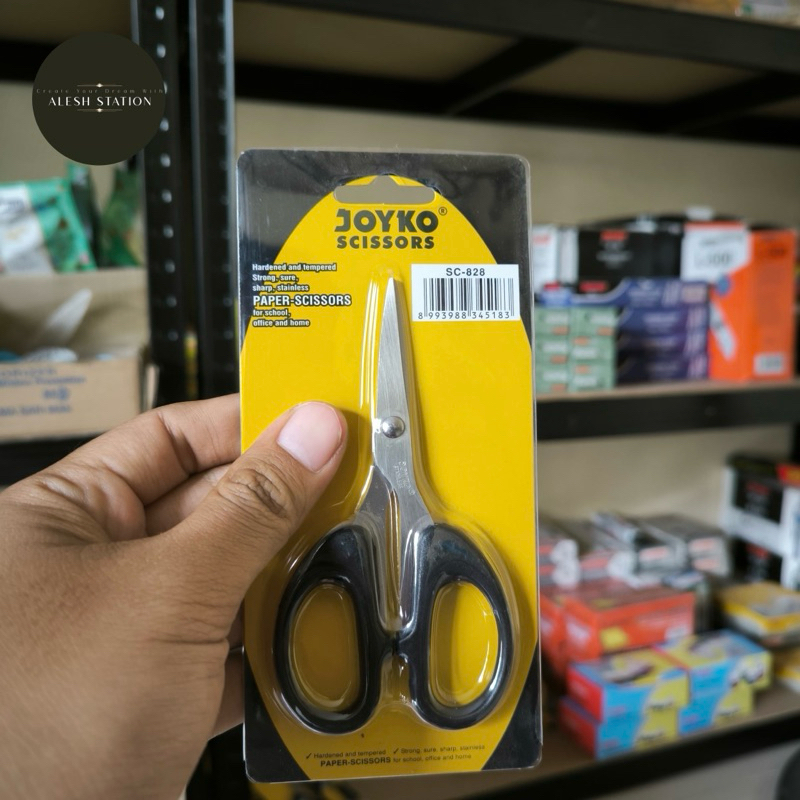 Create Your Dream With
ALESH STATION
JOYKO®
SCISSORS
Hardened and tempered
Strong, sure,
sharp, stainless
PAPER-SCISSORS
for school,
office and home
SC-828
8 993988 345183
✓ Hardened and tempered ✓ Strong, sure, sharp, stainless
PAPER-SCISSORS for school, office and home